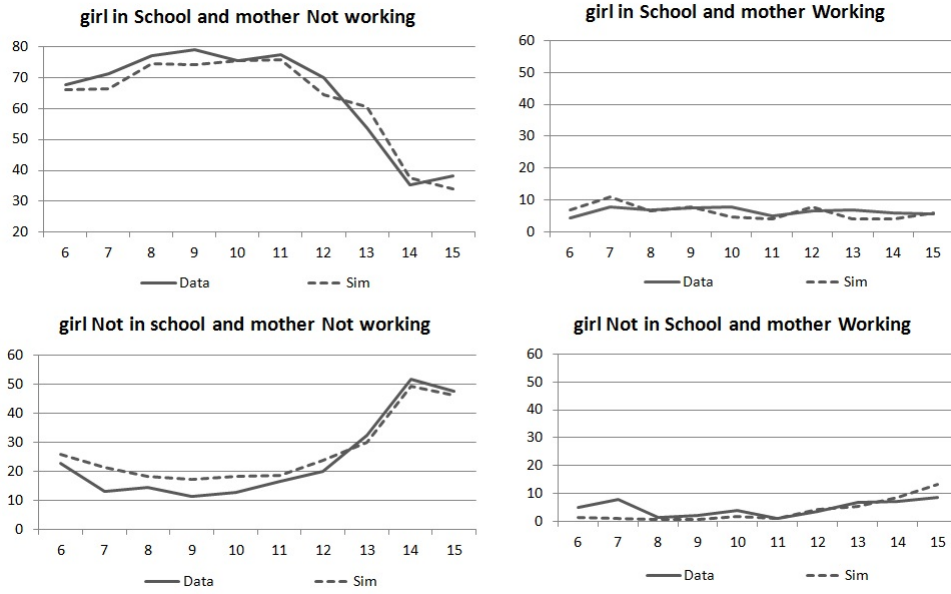 girl in School and mother Not working
80
70
60
50
40
30
20
6 7 8 9 10 11 12 13 14 15
Data Sim
girl in School and mother Working
60
50
40
30
20
10
0
6 7 8 9 10 11 12 13 14 15
Data Sim
girl Not in school and mother Not working
60
50
40
30
20
10
0
6 7 8 9 10 11 12 13 14 15
Data Sim
girl Not in School and mother Working
60
50
40
30
20
10
0
6 7 8 9 10 11 12 13 14 15
Data Sim